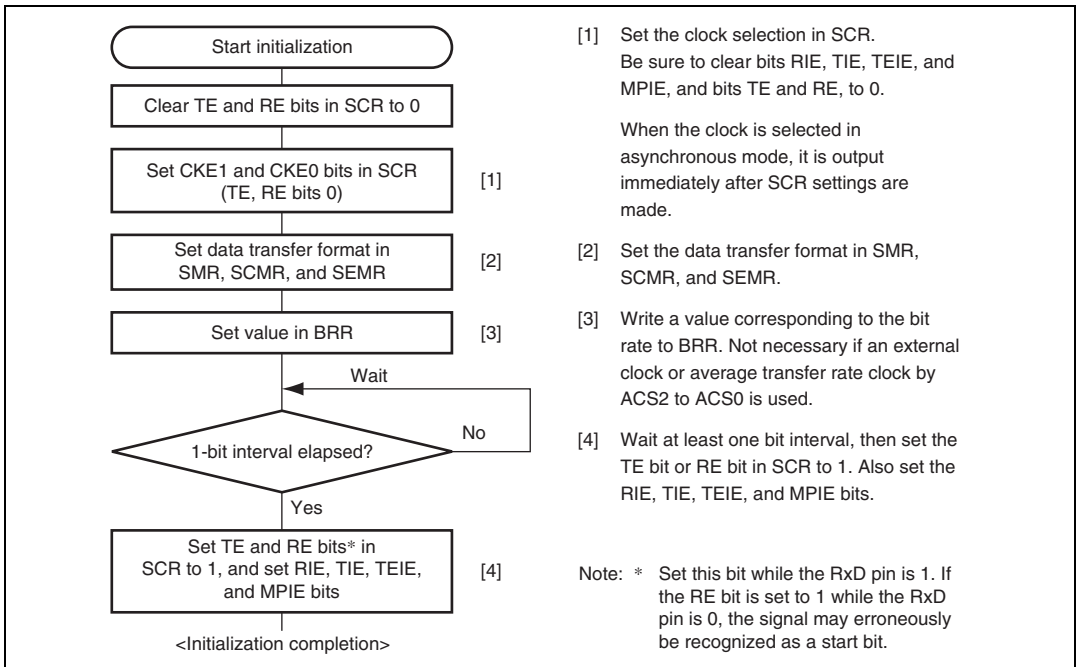 Start initialization
Clear TE and RE bits in SCR to 0
Set CKE1 and CKE0 bits in SCR
(TE, RE bits 0)
[1]
Set data transfer format in
SMR, SCMR, and SEMR
[2]
Set value in BRR
[3]
Wait
No
1-bit interval elapsed?
Yes
Set TE and RE bits* in
SCR to 1, and set RIE, TIE, TEIE,
and MPIE bits
[4]
<Initialization completion>
[1] Set the clock selection in SCR.
Be sure to clear bits RIE, TIE, TEIE, and
MPIE, and bits TE and RE, to 0.
When the clock is selected in
asynchronous mode, it is output
immediately after SCR settings are
made.
[2] Set the data transfer format in SMR,
SCMR, and SEMR.
[3] Write a value corresponding to the bit
rate to BRR. Not necessary if an external
clock or average transfer rate clock by
ACS2 to ACS0 is used.
[4] Wait at least one bit interval, then set the
TE bit or RE bit in SCR to 1. Also set the
RIE, TIE, TEIE, and MPIE bits.
Note: * Set this bit while the RxD pin is 1. If
the RE bit is set to 1 while the RxD
pin is 0, the signal may erroneously
be recognized as a start bit.